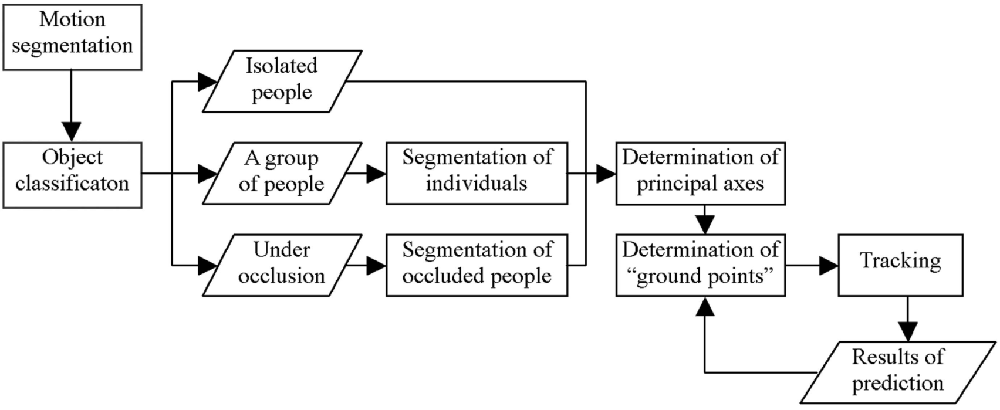 Motion
segmentation
Object
classificaton
Isolated
people
A group
of people
Under
occlusion
Segmentation of
individuals
Segmentation of
occluded people
Determination of
principal axes
Determination of
“ground points”
Tracking
Results of
prediction